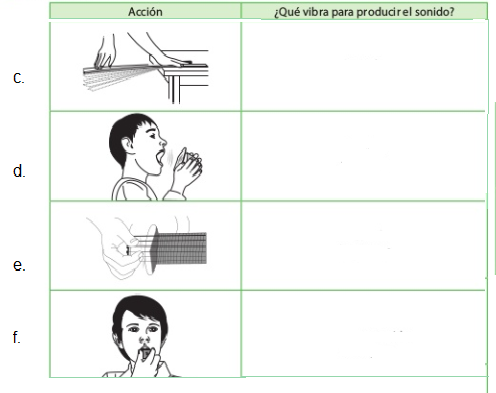 Acción ¿Qué vibra para producir el sonido?
c.
d.
e.
f.